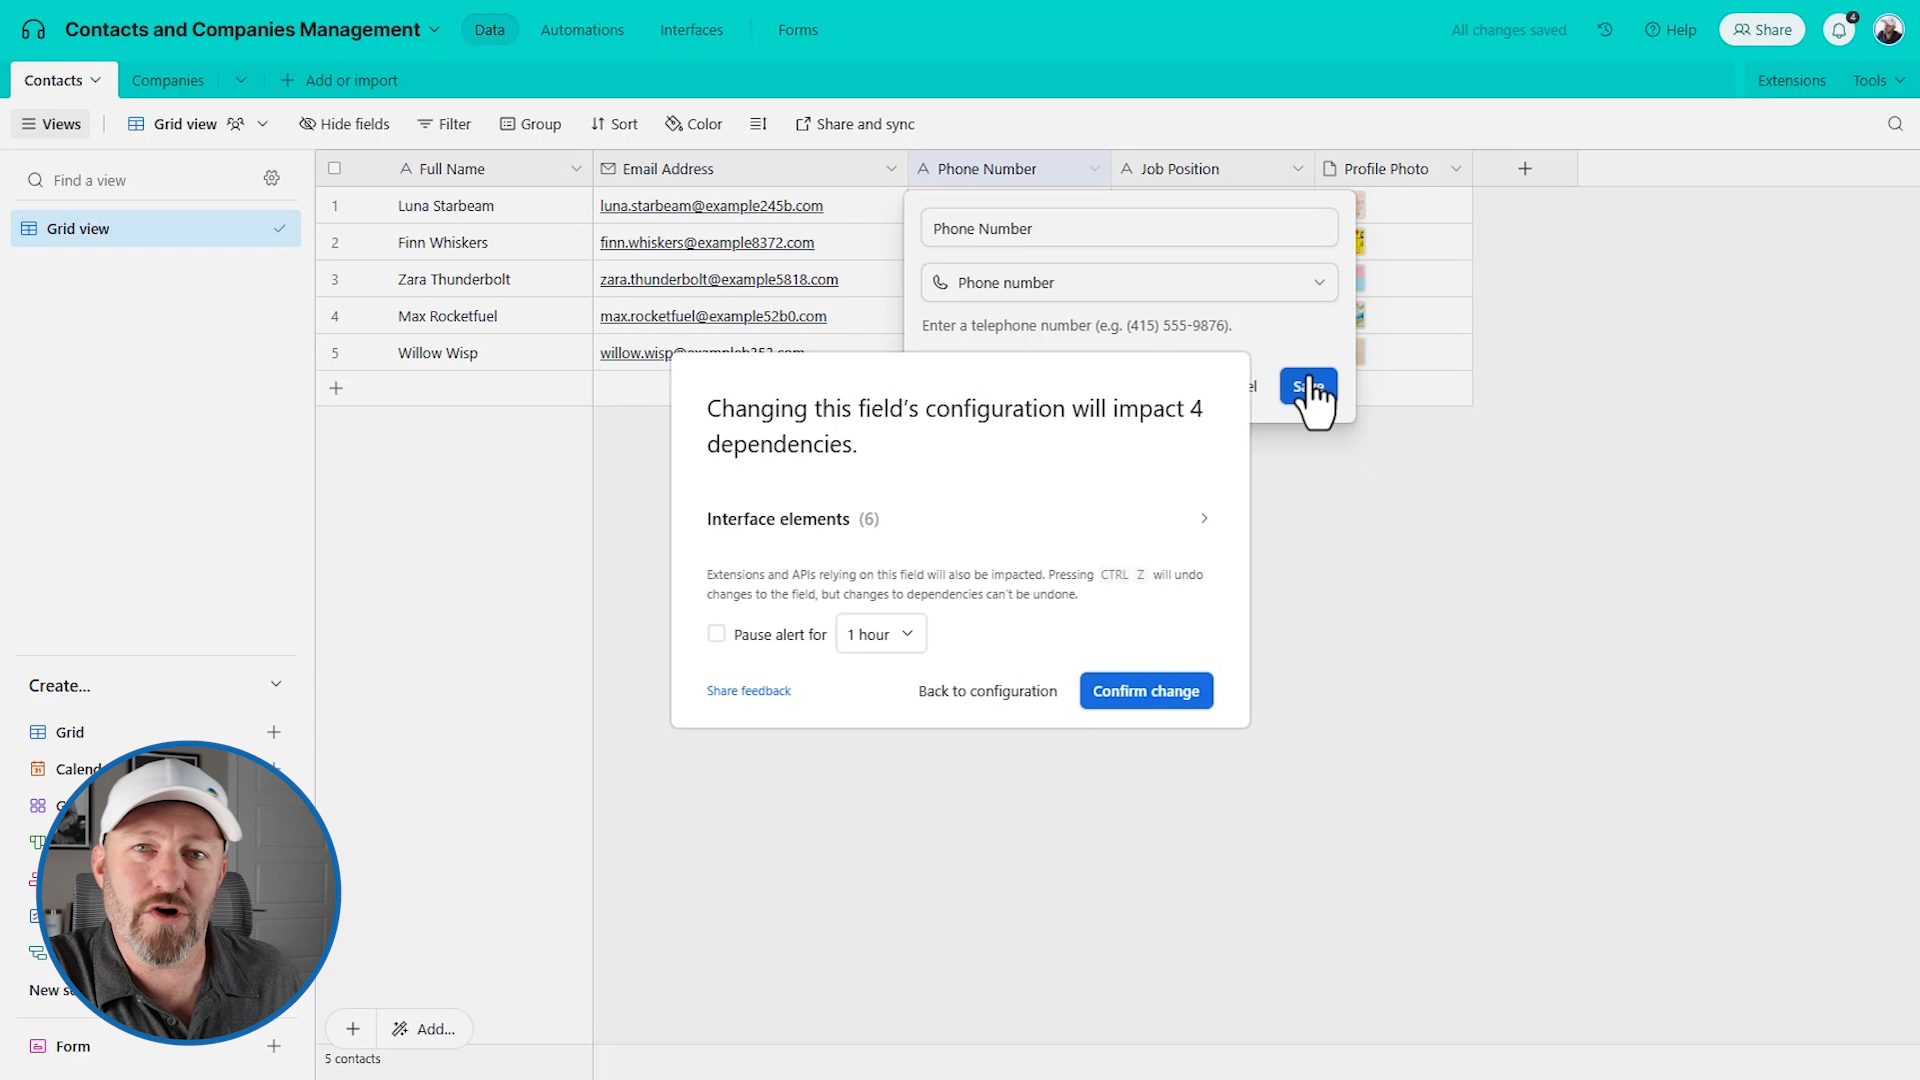 Contacts and Companies Management
Data
Automations
Interfaces
Forms
All changes saved
Help
Share
4
Contacts
Companies
Add or import
Extensions
Tools
Views
Grid view
Hide fields
Filter
Group
Sort
Color
Share and sync
Find a view
Grid view
Full Name
Email Address
Phone Number
Job Position
Profile Photo
1 Luna Starbeam luna.starbeam@example245b.com
2 Finn Whiskers finn.whiskers@example8372.com
3 Zara Thunderbolt zara.thunderbolt@example5818.com
4 Max Rocketfuel max.rocketfuel@example52b0.com
5 Willow Wisp
Phone Number
Phone number
Enter a telephone number (e.g. (415) 555-9876).
Save
Changing this field’s configuration will impact 4
dependencies.
Interface elements (6)
Extensions and APIs relying on this field will also be impacted. Pressing CTRL Z will undo
changes to the field, but changes to dependencies can't be undone.
Pause alert for 1 hour
Share feedback
Back to configuration
Confirm change
Create...
Grid
Form
Add...
5 contacts